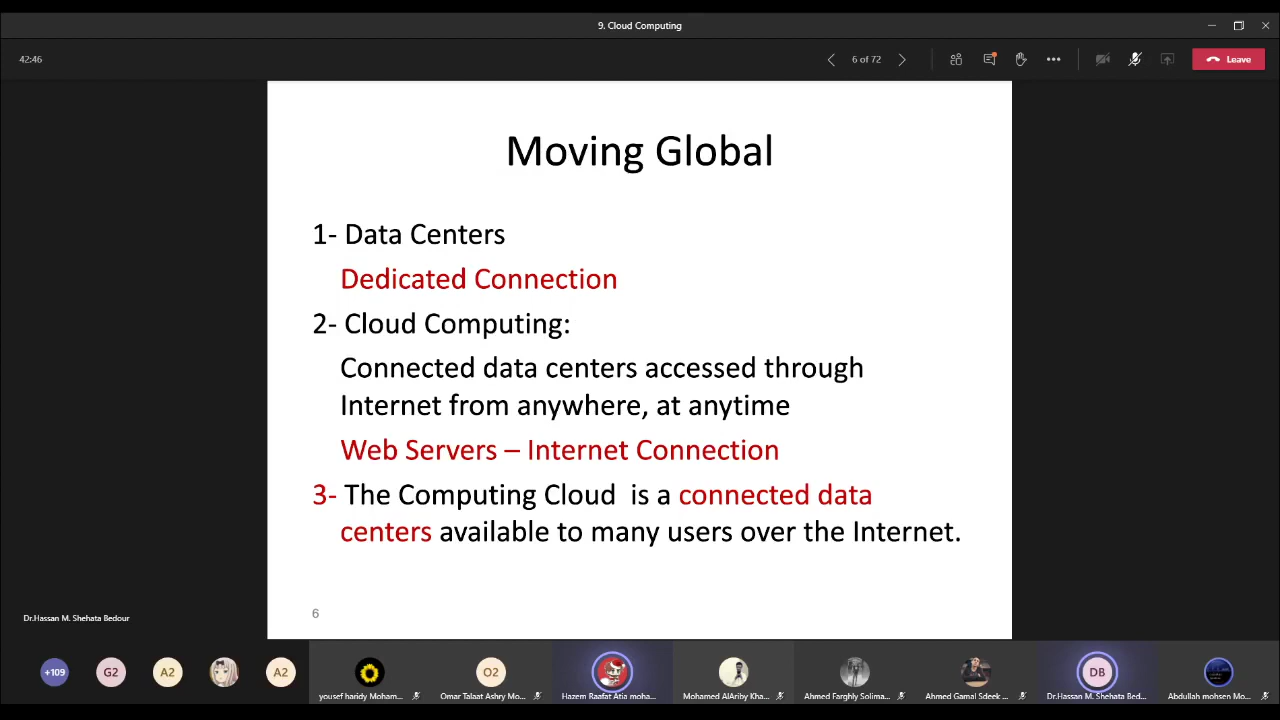 9. Cloud Computing
42:46
6 of 72
Leave
Moving Global
1- Data Centers
Dedicated Connection
2- Cloud Computing:
Connected data centers accessed through
Internet from anywhere, at anytime
Web Servers – Internet Connection
3- The Computing Cloud is a connected data
centers available to many users over the Internet.
6
Dr.Hassan M. Shehata Bedour
+109
G2
A2
A2
O2
DB
yousef haridy Moham...
Omar Talaat Ashry Mo...
Hazem Raafat Atia moha...
Mohamed AlAriby Kha...
Ahmed Farghly Solima...
Ahmed Gamal Sdeek ...
Dr.Hassan M. Shehata Bed...
Abdullah mohsen Mo...